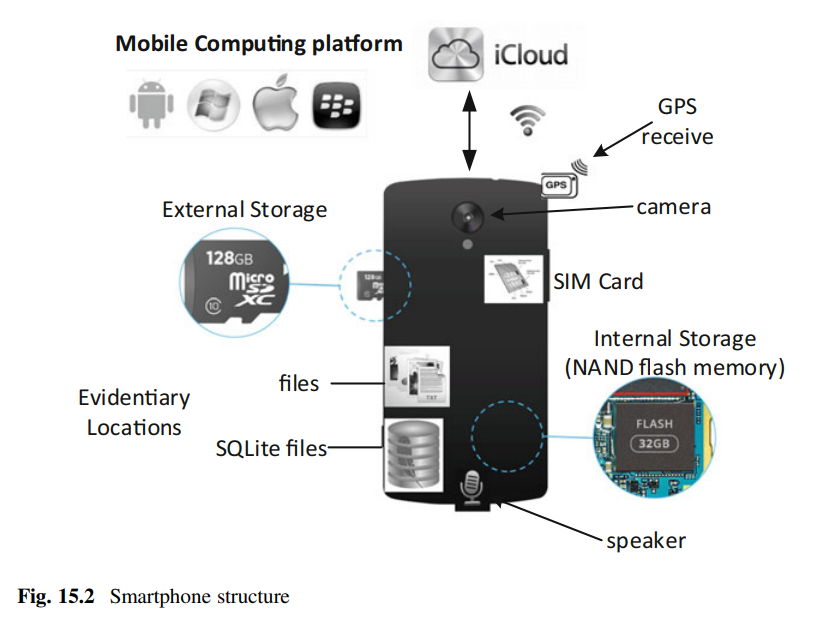 Mobile Computing platform
iCloud
GPS
receive
GPS
camera
External Storage
128GB
micro
SD
XC
10
128GB
SIM Card
Internal Storage
(NAND flash memory)
files
TXT
Evidentiary
Locations
SQLite files
FLASH
32GB
speaker
Fig. 15.2 Smartphone structure